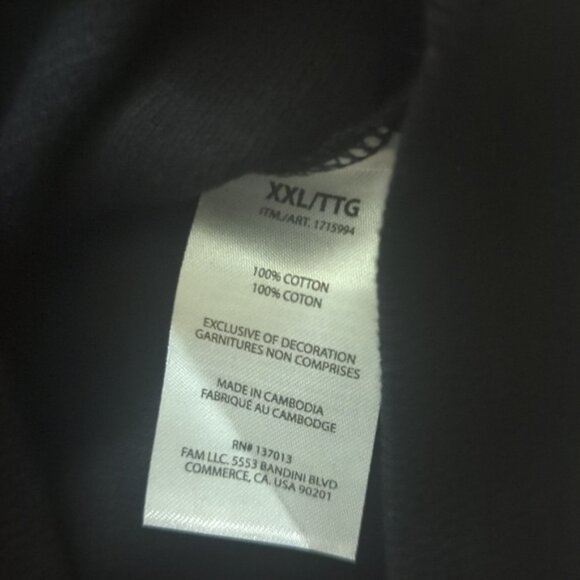 XXL/TTG
ITM./ART. 1715994
100% COTTON
100% COTON
EXCLUSIVE OF DECORATION
GARNITURES NON COMPRISES
MADE IN CAMBODIA
FABRIQUÉ AU CAMBODGE
RN# 137013
FAM LLC. 5553 BANDINI BLVD
COMMERCE, CA. USA 90201